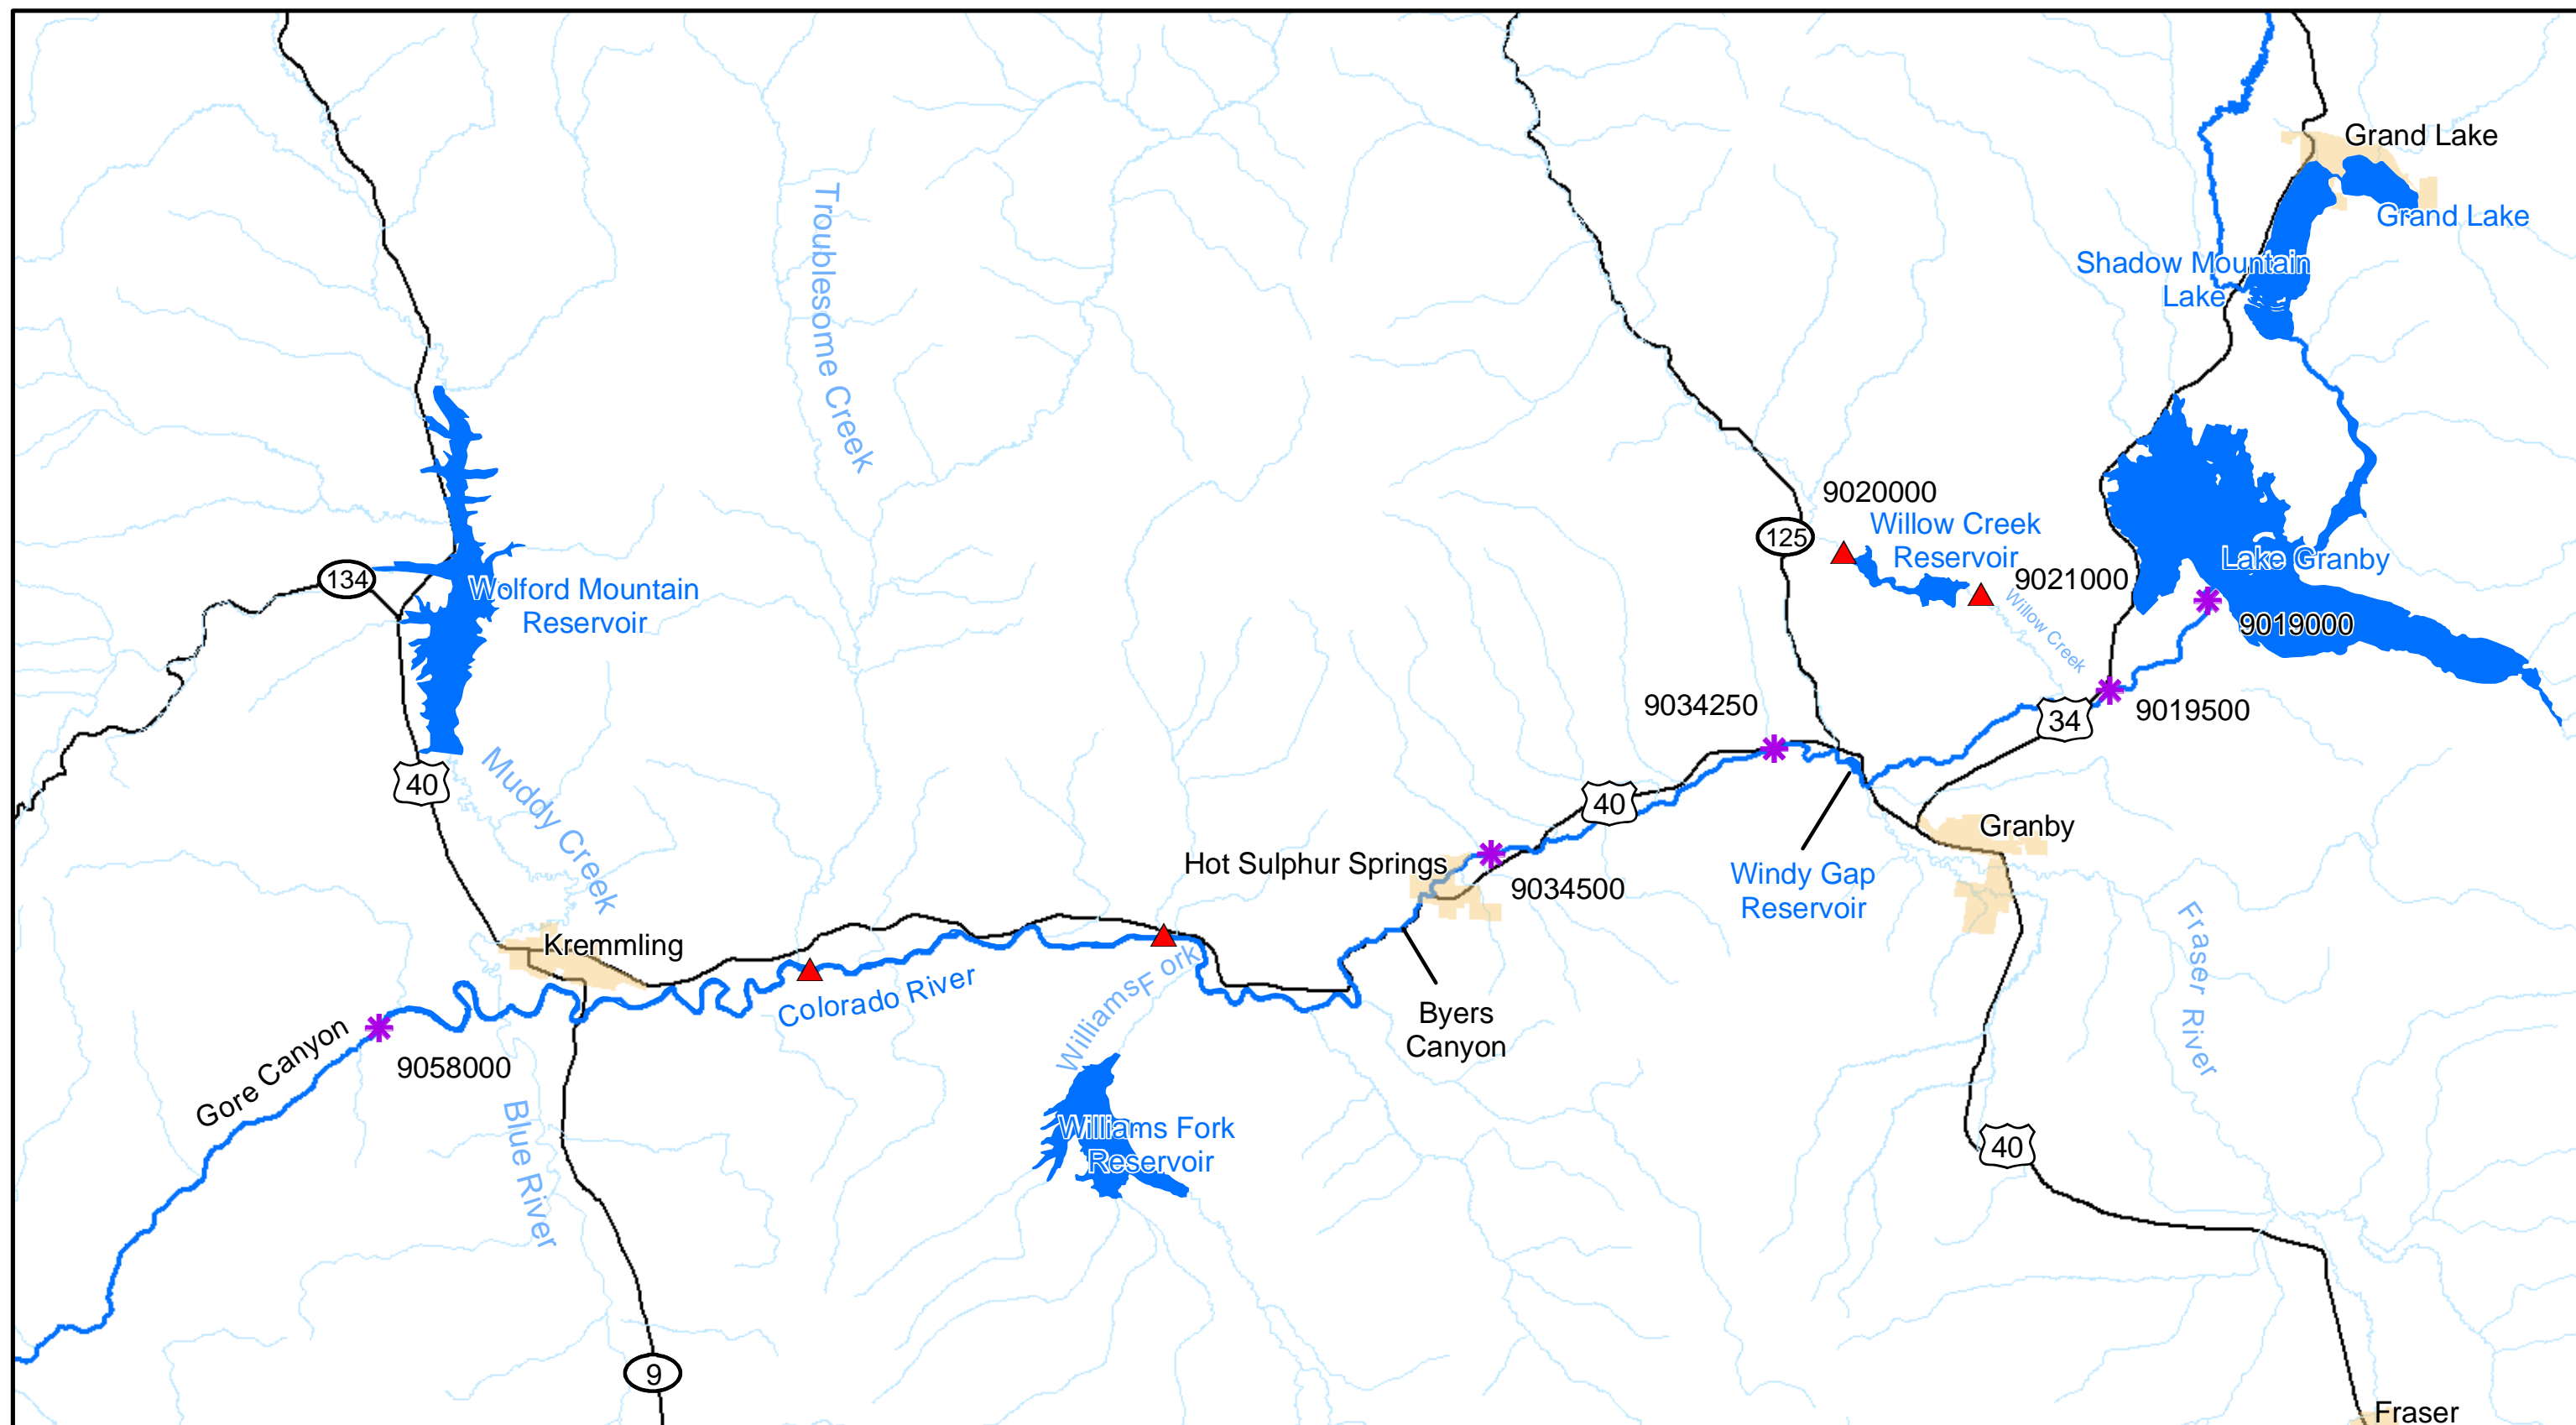 Grand Lake
Grand Lake
Shadow Mountain
Lake
Troublesome Creek
9020000
Willow Creek
Reservoir
125
9021000
Lake Granby
134
Wolford Mountain
Reservoir
Willow Creek
9019000
9034250
9019500
34
40
Muddy Creek
40
Granby
Hot Sulphur Springs
9034500
Windy Gap
Reservoir
Kremmling
Fraser River
Williams Fork
Colorado River
Byers
Canyon
Gore Canyon
9058000
Blue River
Williams Fork
Reservoir
40
9
Fraser